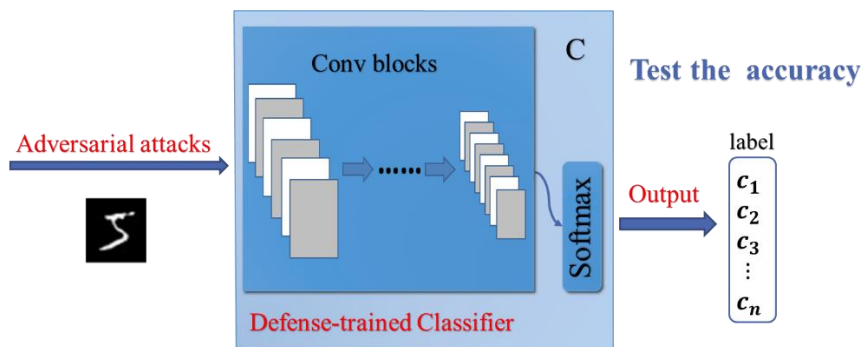 Adversarial attacks
Conv blocks
......
C
Softmax
Defense-trained Classifier
Output
Test the accuracy
label
c₁
c₂
c₃
⋮
cₙ